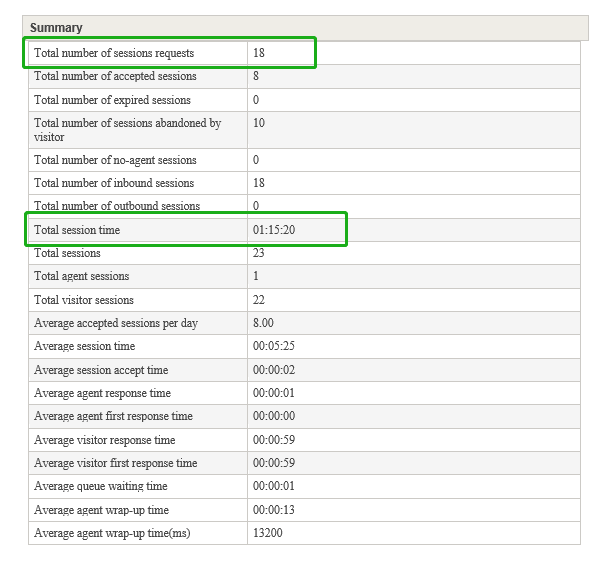 Summary
Total number of sessions requests 18
Total number of accepted sessions 8
Total number of expired sessions 0
Total number of sessions abandoned by 10
visitor
Total number of no-agent sessions 0
Total number of inbound sessions 18
Total number of outbound sessions 0
Total session time 01:15:20
Total sessions 23
Total agent sessions 1
Total visitor sessions 22
Average accepted sessions per day 8.00
Average session time 00:05:25
Average session accept time 00:00:02
Average agent response time 00:00:01
Average agent first response time 00:00:00
Average visitor response time 00:00:59
Average visitor first response time 00:00:59
Average queue waiting time 00:00:01
Average agent wrap-up time 00:00:13
Average agent wrap-up time(ms) 13200